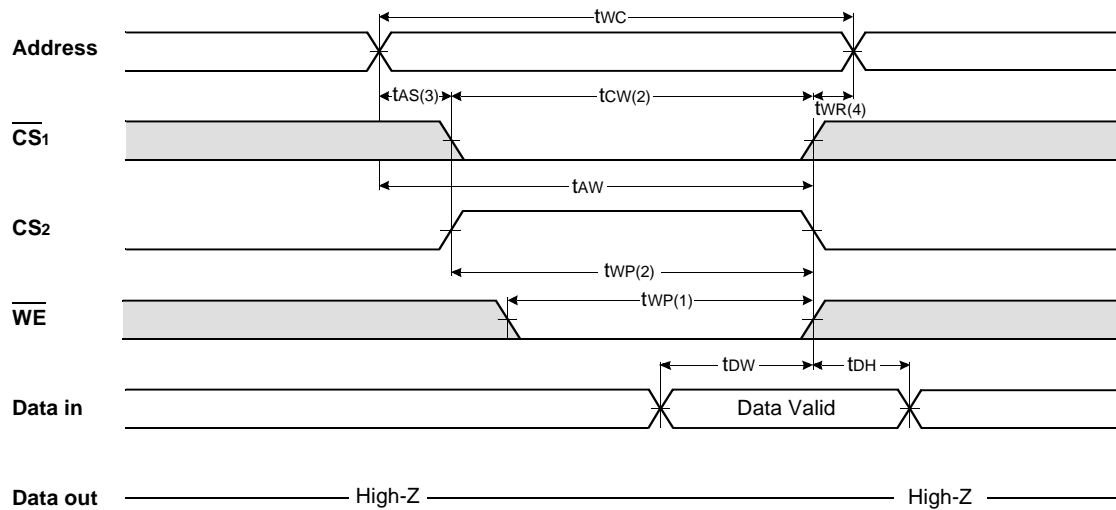 tWC
Address
tAS(3) tCW(2) tWR(4)
CS1
tAW
CS2
tWP(2)
tWP(1)
WE
tDW tDH
Data in Data Valid
Data out High-Z High-Z